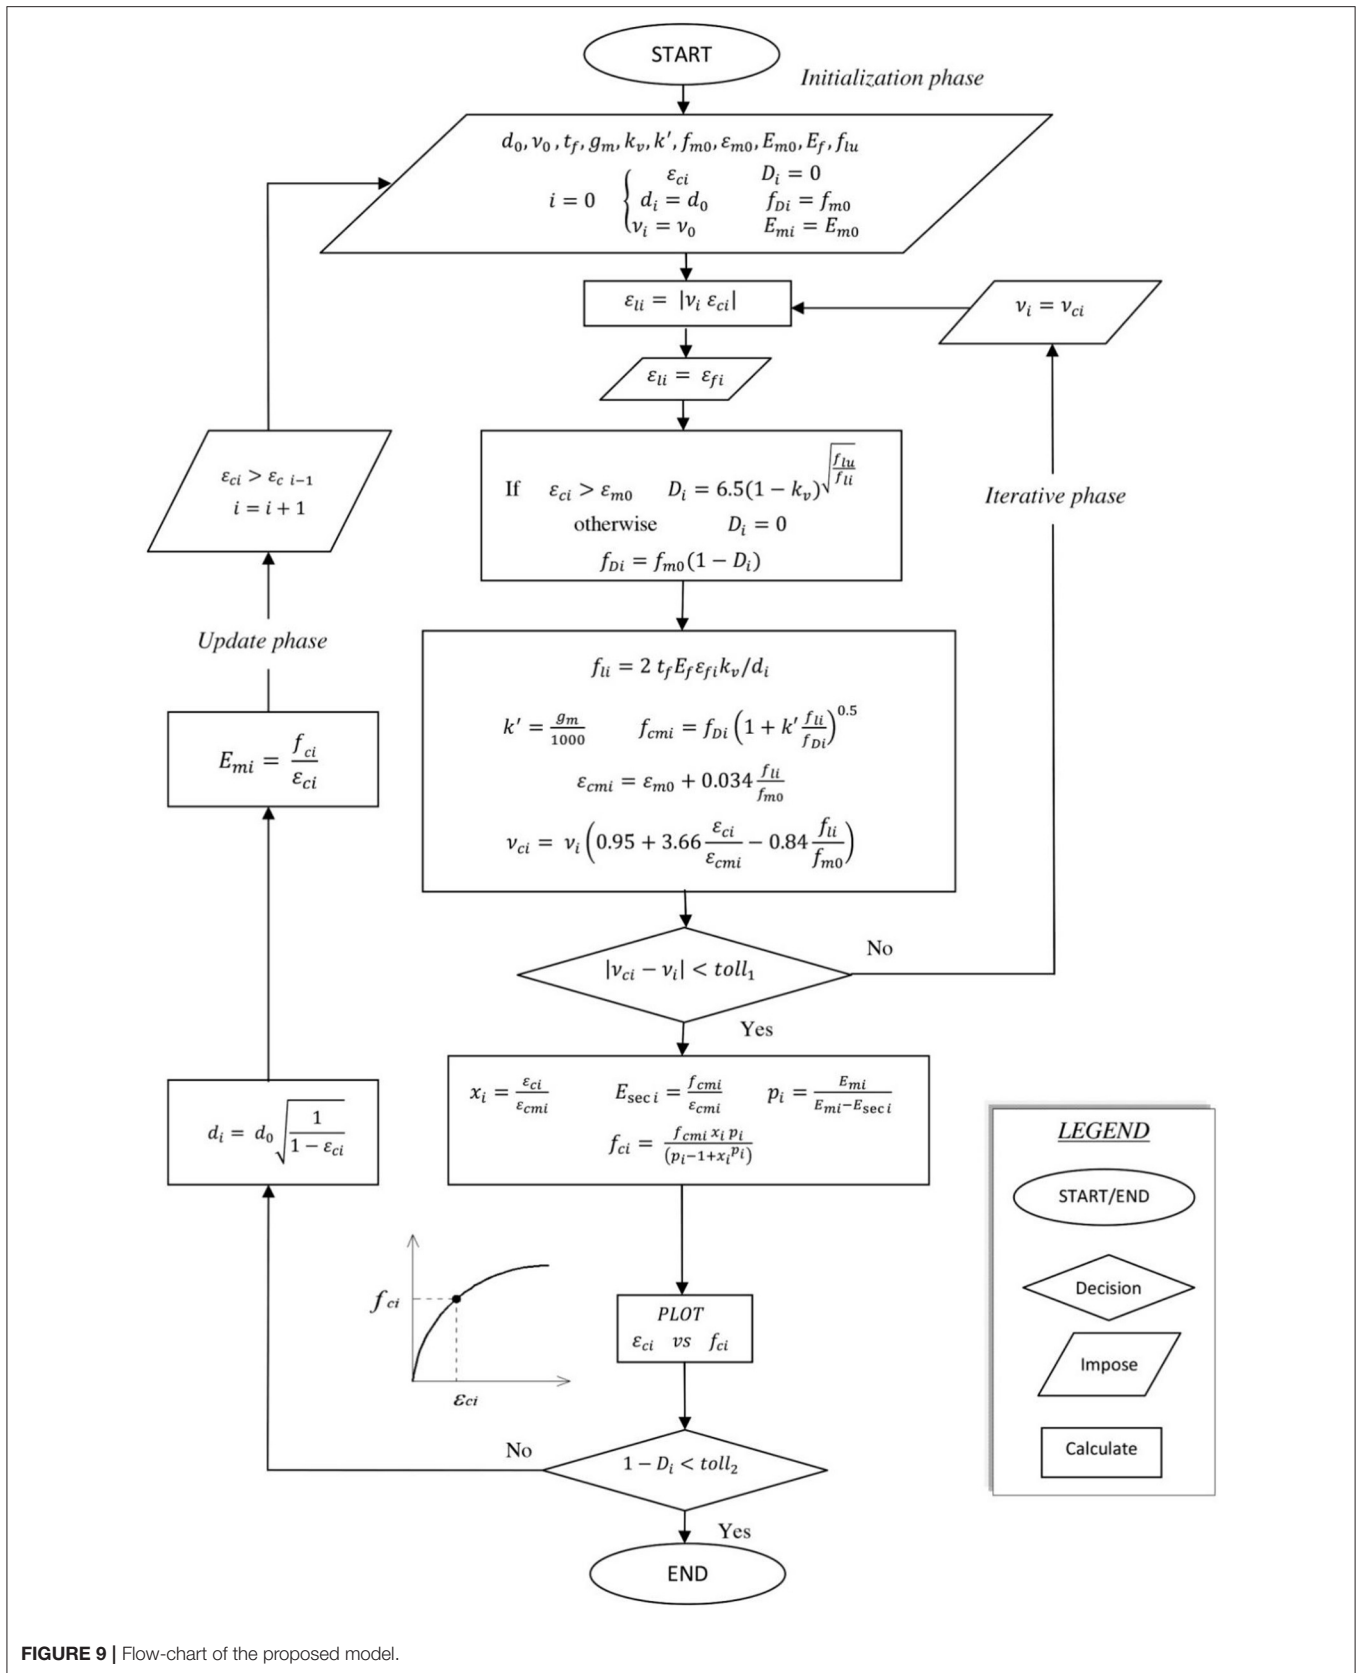 START
Initialization phase
d₀, ν₀ , t_f, g_m, k_v, k′, f_m0, ε_m0, E_m0, E_f, f_lu
ε_ci D_i = 0
i = 0 { d_i = d₀ f_Di = f_m0
ν_i = ν₀ E_mi = E_m0
ε_li = |ν_i ε_ci|
ν_i = ν_ci
ε_li = ε_fi
If ε_ci > ε_m0 D_i = 6.5(1 − k_v)^√(f_lu/f_li)
otherwise D_i = 0
f_Di = f_m0(1 − D_i)
Iterative phase
ε_ci > ε_c i−1
i = i + 1
Update phase
f_li = 2 t_f E_f ε_fi k_v/d_i
k′ = g_m/1000 f_cmi = f_Di (1 + k′ f_li/f_Di)^0.5
ε_cmi = ε_m0 + 0.034 f_li/f_m0
ν_ci = ν_i (0.95 + 3.66 ε_ci/ε_cmi − 0.84 f_li/f_m0)
E_mi = f_ci/ε_ci
|ν_ci − ν_i| < toll₁
No
Yes
x_i = ε_ci/ε_cmi E_sec i = f_cmi/ε_cmi p_i = E_mi/(E_mi−E_sec i)
f_ci = f_cmi x_i p_i/(p_i−1+x_i^p_i)
d_i = d₀ √(1/(1 − ε_ci))
f_ci
ε_ci
PLOT
ε_ci vs f_ci
1 − D_i < toll₂
No
Yes
END
LEGEND
START/END
Decision
Impose
Calculate
FIGURE 9 | Flow-chart of the proposed model.